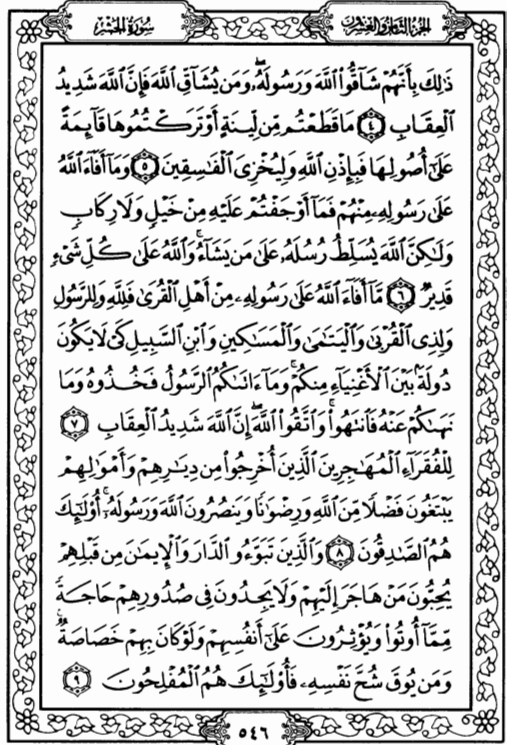 سورة الحشر
الجزء الثامن والعشرون
ذَٰلِكَ بِأَنَّهُمْ شَآقُّوا۟ ٱللَّهَ وَرَسُولَهُۥ ۖ وَمَن يُشَآقِّ ٱللَّهَ فَإِنَّ ٱللَّهَ شَدِيدُ
ٱلْعِقَابِ ٤ مَا قَطَعْتُم مِّن لِّينَةٍ أَوْ تَرَكْتُمُوهَا قَآئِمَةً
عَلَىٰٓ أُصُولِهَا فَبِإِذْنِ ٱللَّهِ وَلِيُخْزِىَ ٱلْفَٰسِقِينَ ٥ وَمَآ أَفَآءَ ٱللَّهُ
عَلَىٰ رَسُولِهِۦ مِنْهُمْ فَمَآ أَوْجَفْتُمْ عَلَيْهِ مِنْ خَيْلٍ وَلَا رِكَابٍ
وَلَٰكِنَّ ٱللَّهَ يُسَلِّطُ رُسُلَهُۥ عَلَىٰ مَن يَشَآءُ ۚ وَٱللَّهُ عَلَىٰ كُلِّ شَىْءٍ
قَدِيرٌ ٦ مَّآ أَفَآءَ ٱللَّهُ عَلَىٰ رَسُولِهِۦ مِنْ أَهْلِ ٱلْقُرَىٰ فَلِلَّهِ وَلِلرَّسُولِ
وَلِذِى ٱلْقُرْبَىٰ وَٱلْيَتَٰمَىٰ وَٱلْمَسَٰكِينِ وَٱبْنِ ٱلسَّبِيلِ كَىْ لَا يَكُونَ
دُولَةًۢ بَيْنَ ٱلْأَغْنِيَآءِ مِنكُمْ ۚ وَمَآ ءَاتَىٰكُمُ ٱلرَّسُولُ فَخُذُوهُ وَمَا
نَهَىٰكُمْ عَنْهُ فَٱنتَهُوا۟ ۚ وَٱتَّقُوا۟ ٱللَّهَ ۖ إِنَّ ٱللَّهَ شَدِيدُ ٱلْعِقَابِ ٧
لِلْفُقَرَآءِ ٱلْمُهَٰجِرِينَ ٱلَّذِينَ أُخْرِجُوا۟ مِن دِيَٰرِهِمْ وَأَمْوَٰلِهِمْ
يَبْتَغُونَ فَضْلًا مِّنَ ٱللَّهِ وَرِضْوَٰنًا وَيَنصُرُونَ ٱللَّهَ وَرَسُولَهُۥٓ ۚ أُو۟لَٰٓئِكَ
هُمُ ٱلصَّٰدِقُونَ ٨ وَٱلَّذِينَ تَبَوَّءُو ٱلدَّارَ وَٱلْإِيمَٰنَ مِن قَبْلِهِمْ
يُحِبُّونَ مَنْ هَاجَرَ إِلَيْهِمْ وَلَا يَجِدُونَ فِى صُدُورِهِمْ حَاجَةً
مِّمَّآ أُوتُوا۟ وَيُؤْثِرُونَ عَلَىٰٓ أَنفُسِهِمْ وَلَوْ كَانَ بِهِمْ خَصَاصَةٌ ۚ
وَمَن يُوقَ شُحَّ نَفْسِهِۦ فَأُو۟لَٰٓئِكَ هُمُ ٱلْمُفْلِحُونَ ٩
٥٤٦